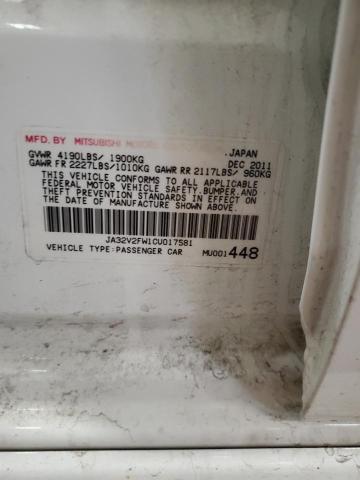 MFD. BY MITSUBISHI MOTORS JAPAN
GVWR 4190LBS/ 1900KG DEC 2011
GAWR FR 2227LBS/1010KG GAWR RR 2117LBS/ 960KG
THIS VEHICLE CONFORMS TO ALL APPLICABLE
FEDERAL MOTOR VEHICLE SAFETY, BUMPER, AND
THEFT PREVENTION STANDARDS IN EFFECT ON THE
DATE OF MANUFACTURE SHOWN ABOVE.
JA32V2FW1CU017581
VEHICLE TYPE:PASSENGER CAR MU001448